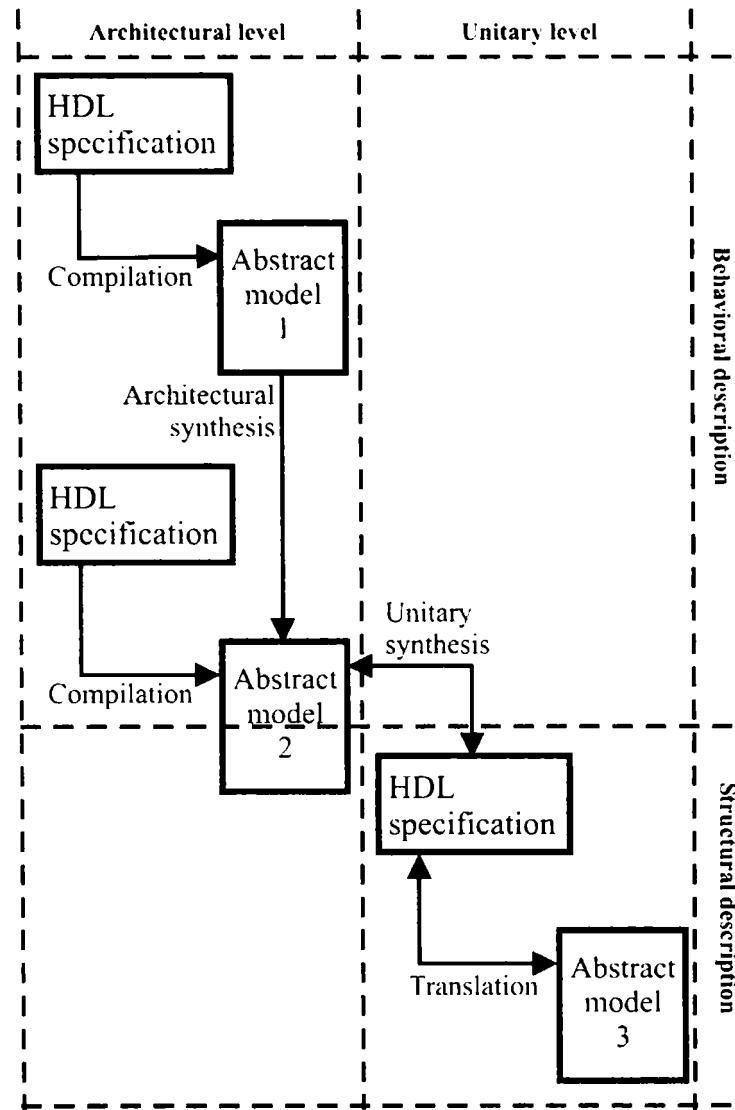 Architectural level
Unitary level
HDL
specification
Compilation
Abstract
model
1
Architectural
synthesis
Behavioral description
HDL
specification
Compilation
Abstract
model
2
Unitary
synthesis
HDL
specification
Translation
Abstract
model
3
Structural description